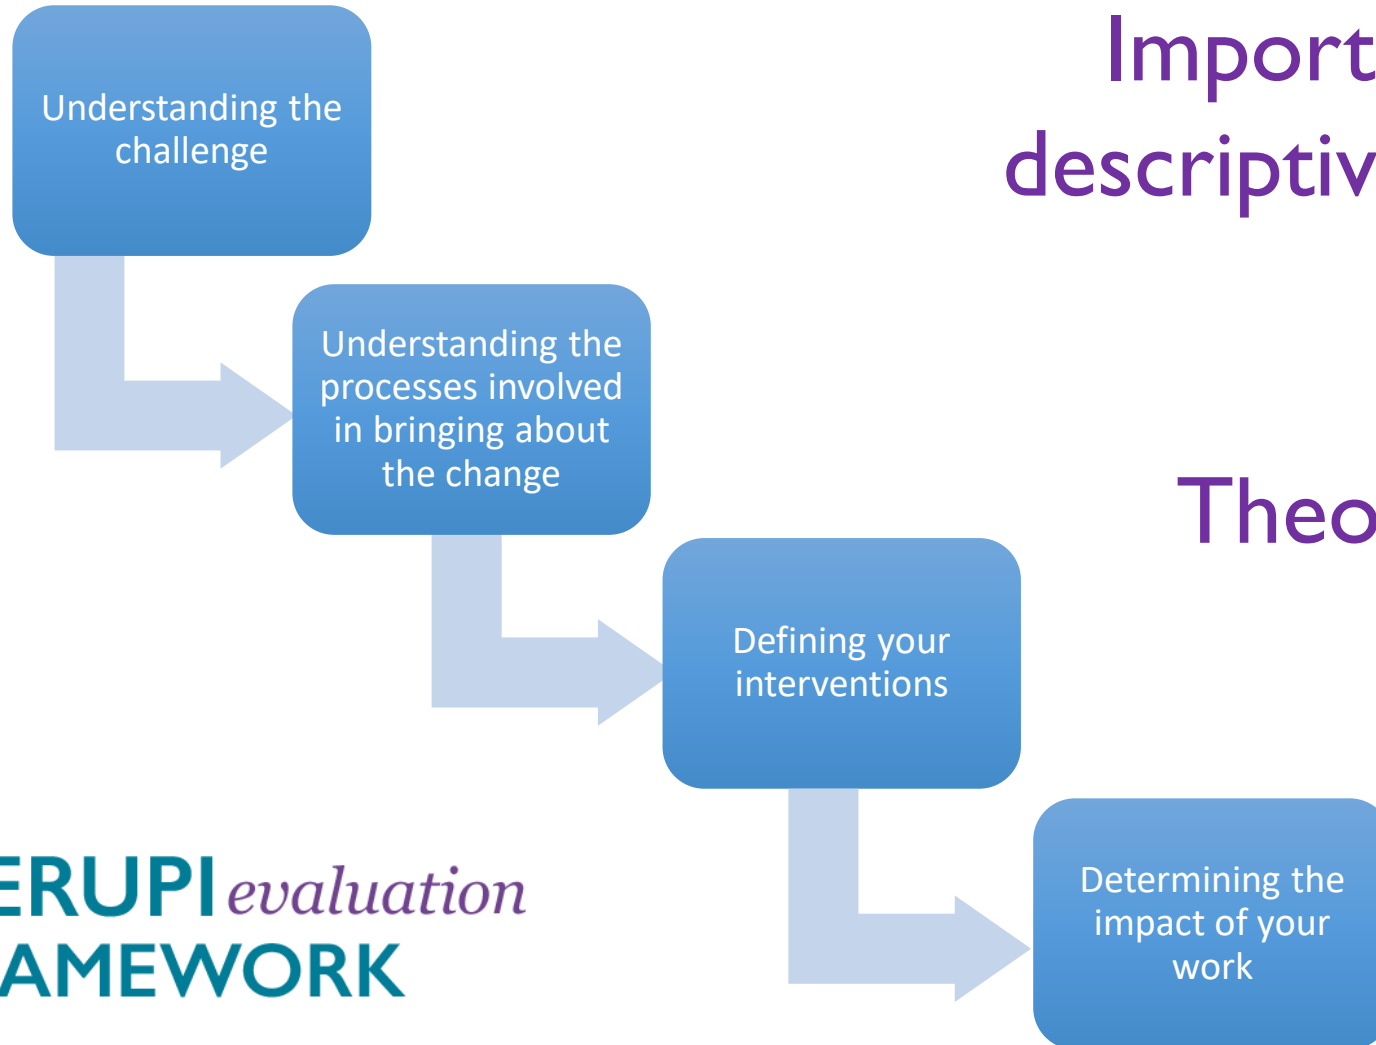 Understanding the
challenge
Import
descriptiv
Understanding the
processes involved
in bringing about
the change
Theo
Defining your
interventions
Determining the
impact of your
work
ERUPI evaluation
AMEWORK